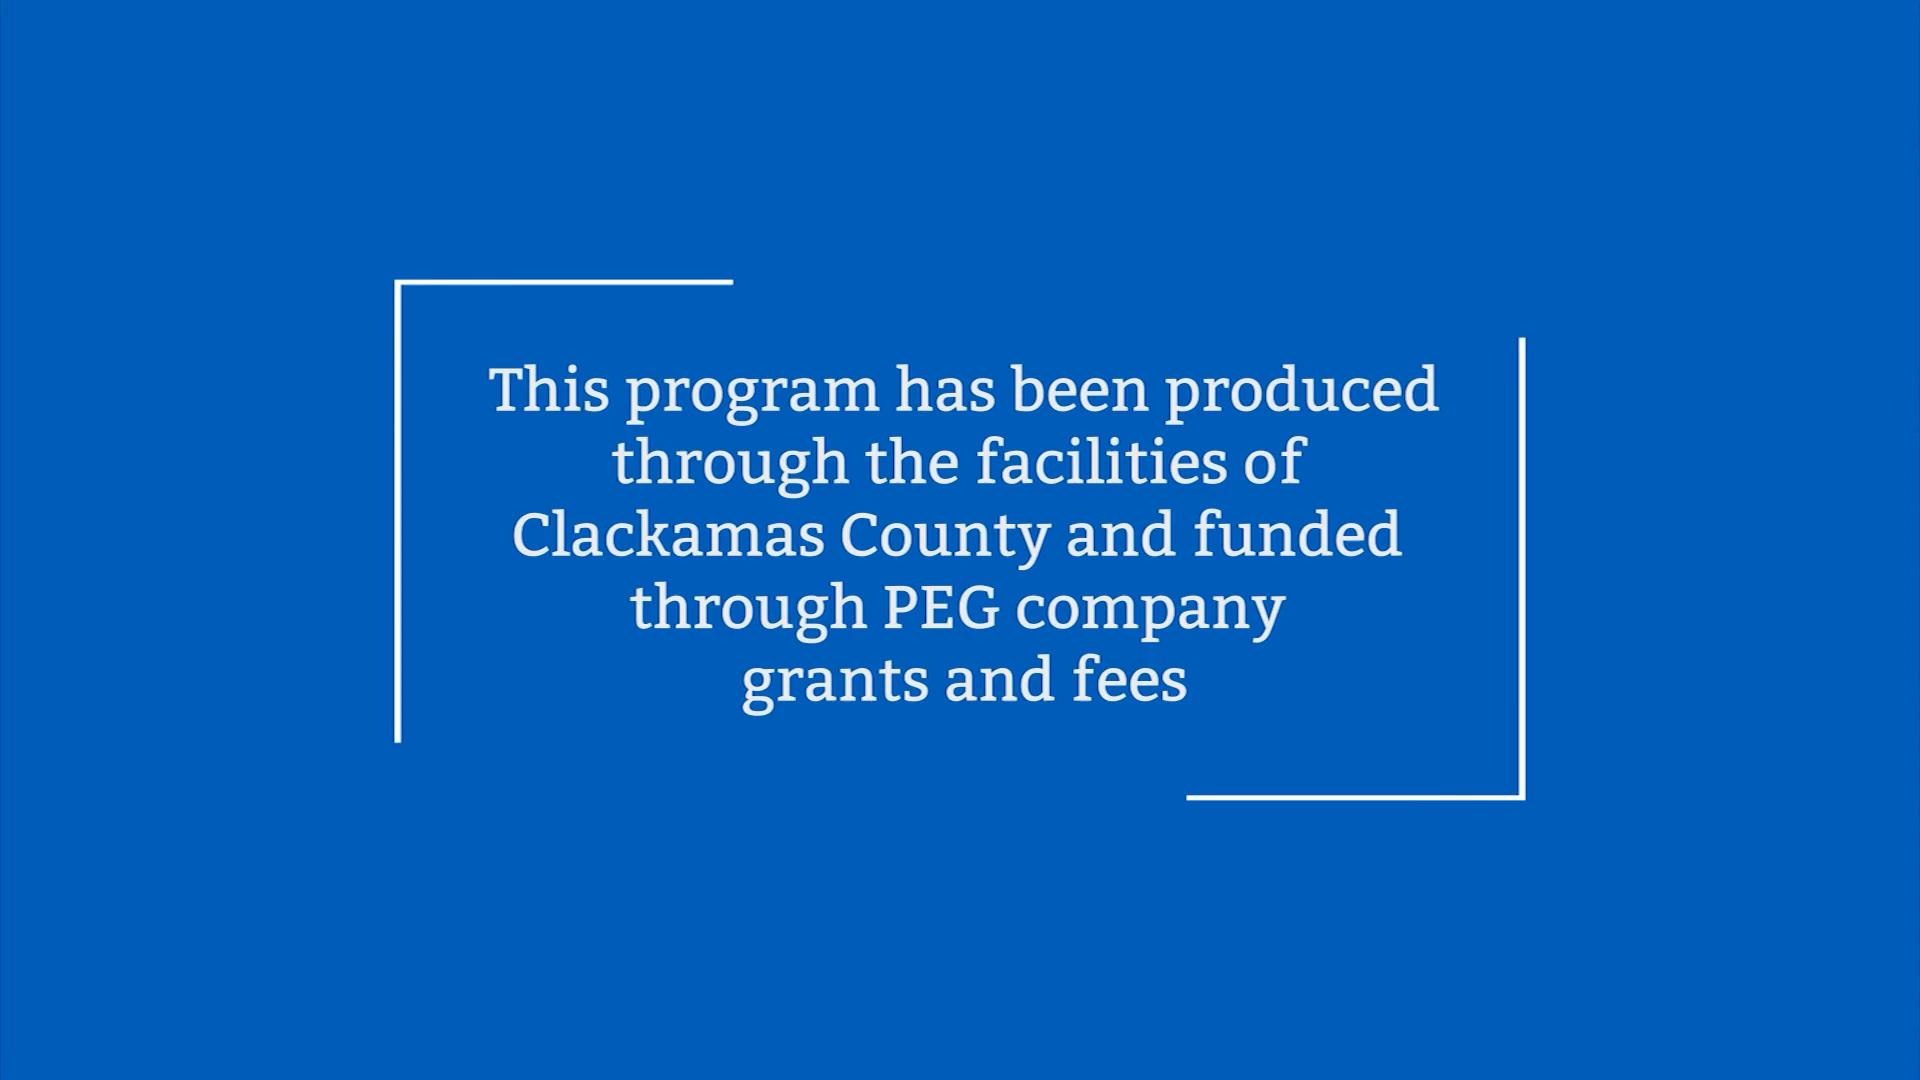 This program has been produced
through the facilities of
Clackamas County and funded
through PEG company
grants and fees